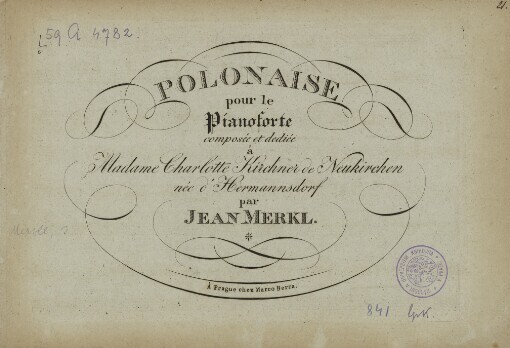 21.
59 A 4782.
POLONAISE
pour le
Pianoforte
composée et dediée
à
Madame Charlotte Kirchner de Neukirchen
née d'Hermannsdorf
par
JEAN MERKL.
À Prague chez Marco Berra.
841